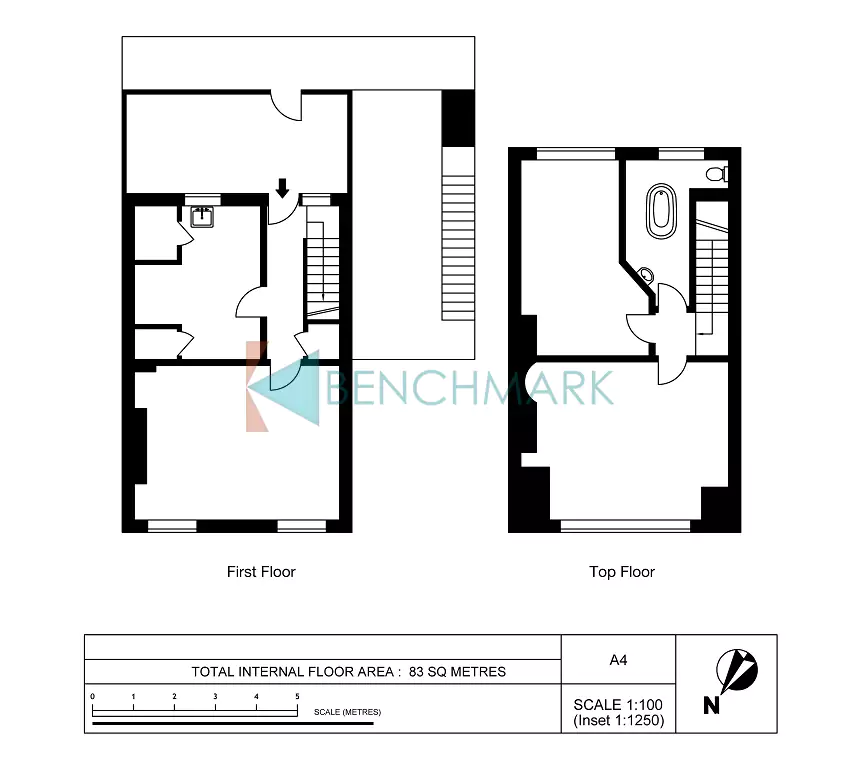 BENCHMARK
First Floor
Top Floor
TOTAL INTERNAL FLOOR AREA : 83 SQ METRES
A4
0 1 2 3 4 5
SCALE (METRES)
SCALE 1:100
(Inset 1:1250)
N